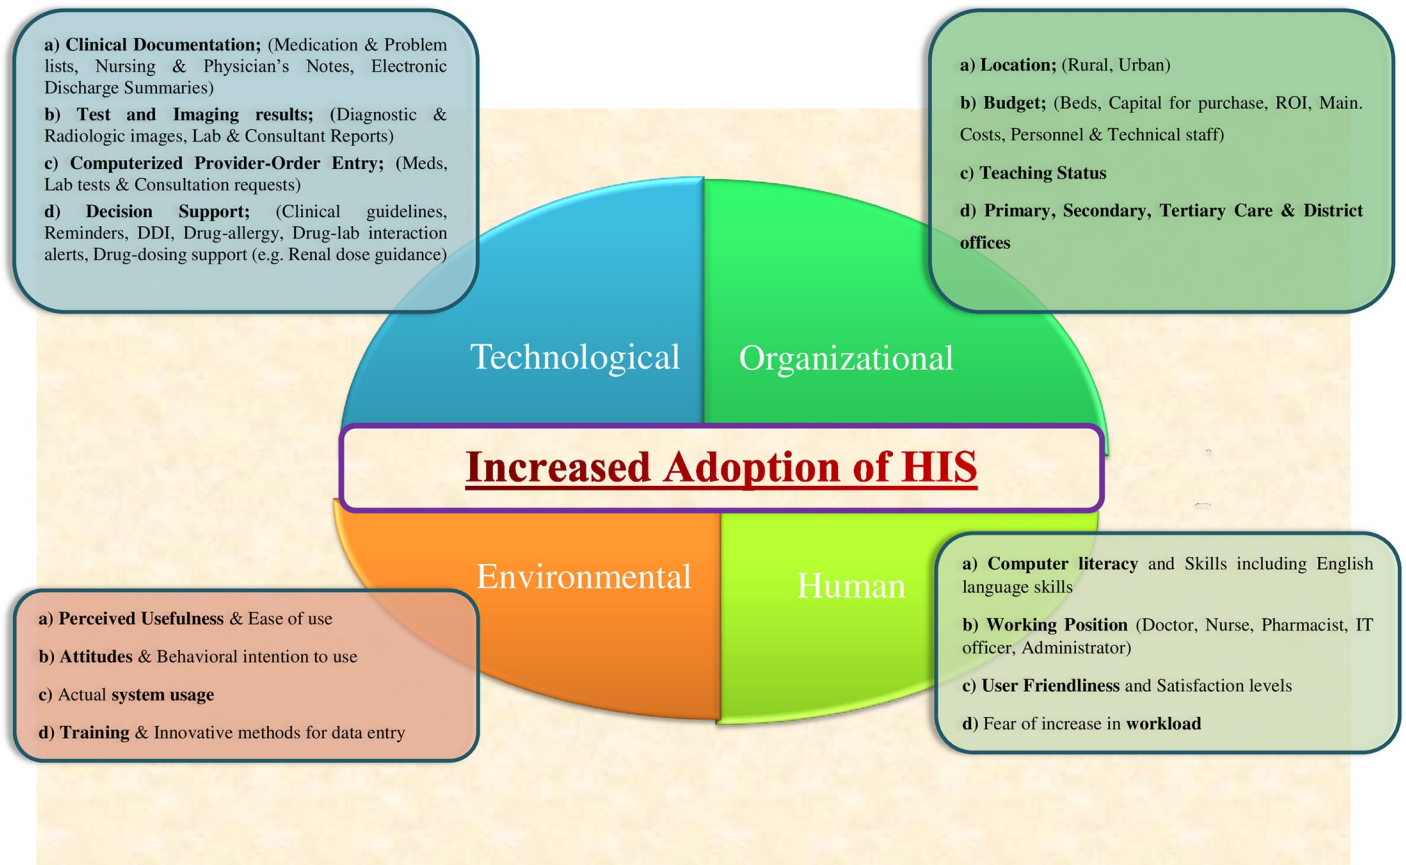 a) Clinical Documentation; (Medication & Problem
lists, Nursing & Physician’s Notes, Electronic
Discharge Summaries)
b) Test and Imaging results; (Diagnostic &
Radiologic images, Lab & Consultant Reports)
c) Computerized Provider-Order Entry; (Meds,
Lab tests & Consultation requests)
d) Decision Support; (Clinical guidelines,
Reminders, DDI, Drug-allergy, Drug-lab interaction
alerts, Drug-dosing support (e.g. Renal dose guidance)
a) Location; (Rural, Urban)
b) Budget; (Beds, Capital for purchase, ROI, Main.
Costs, Personnel & Technical staff)
c) Teaching Status
d) Primary, Secondary, Tertiary Care & District
offices
Technological
Organizational
Increased Adoption of HIS
Environmental
Human
a) Perceived Usefulness & Ease of use
b) Attitudes & Behavioral intention to use
c) Actual system usage
d) Training & Innovative methods for data entry
a) Computer literacy and Skills including English
language skills
b) Working Position (Doctor, Nurse, Pharmacist, IT
officer, Administrator)
c) User Friendliness and Satisfaction levels
d) Fear of increase in workload